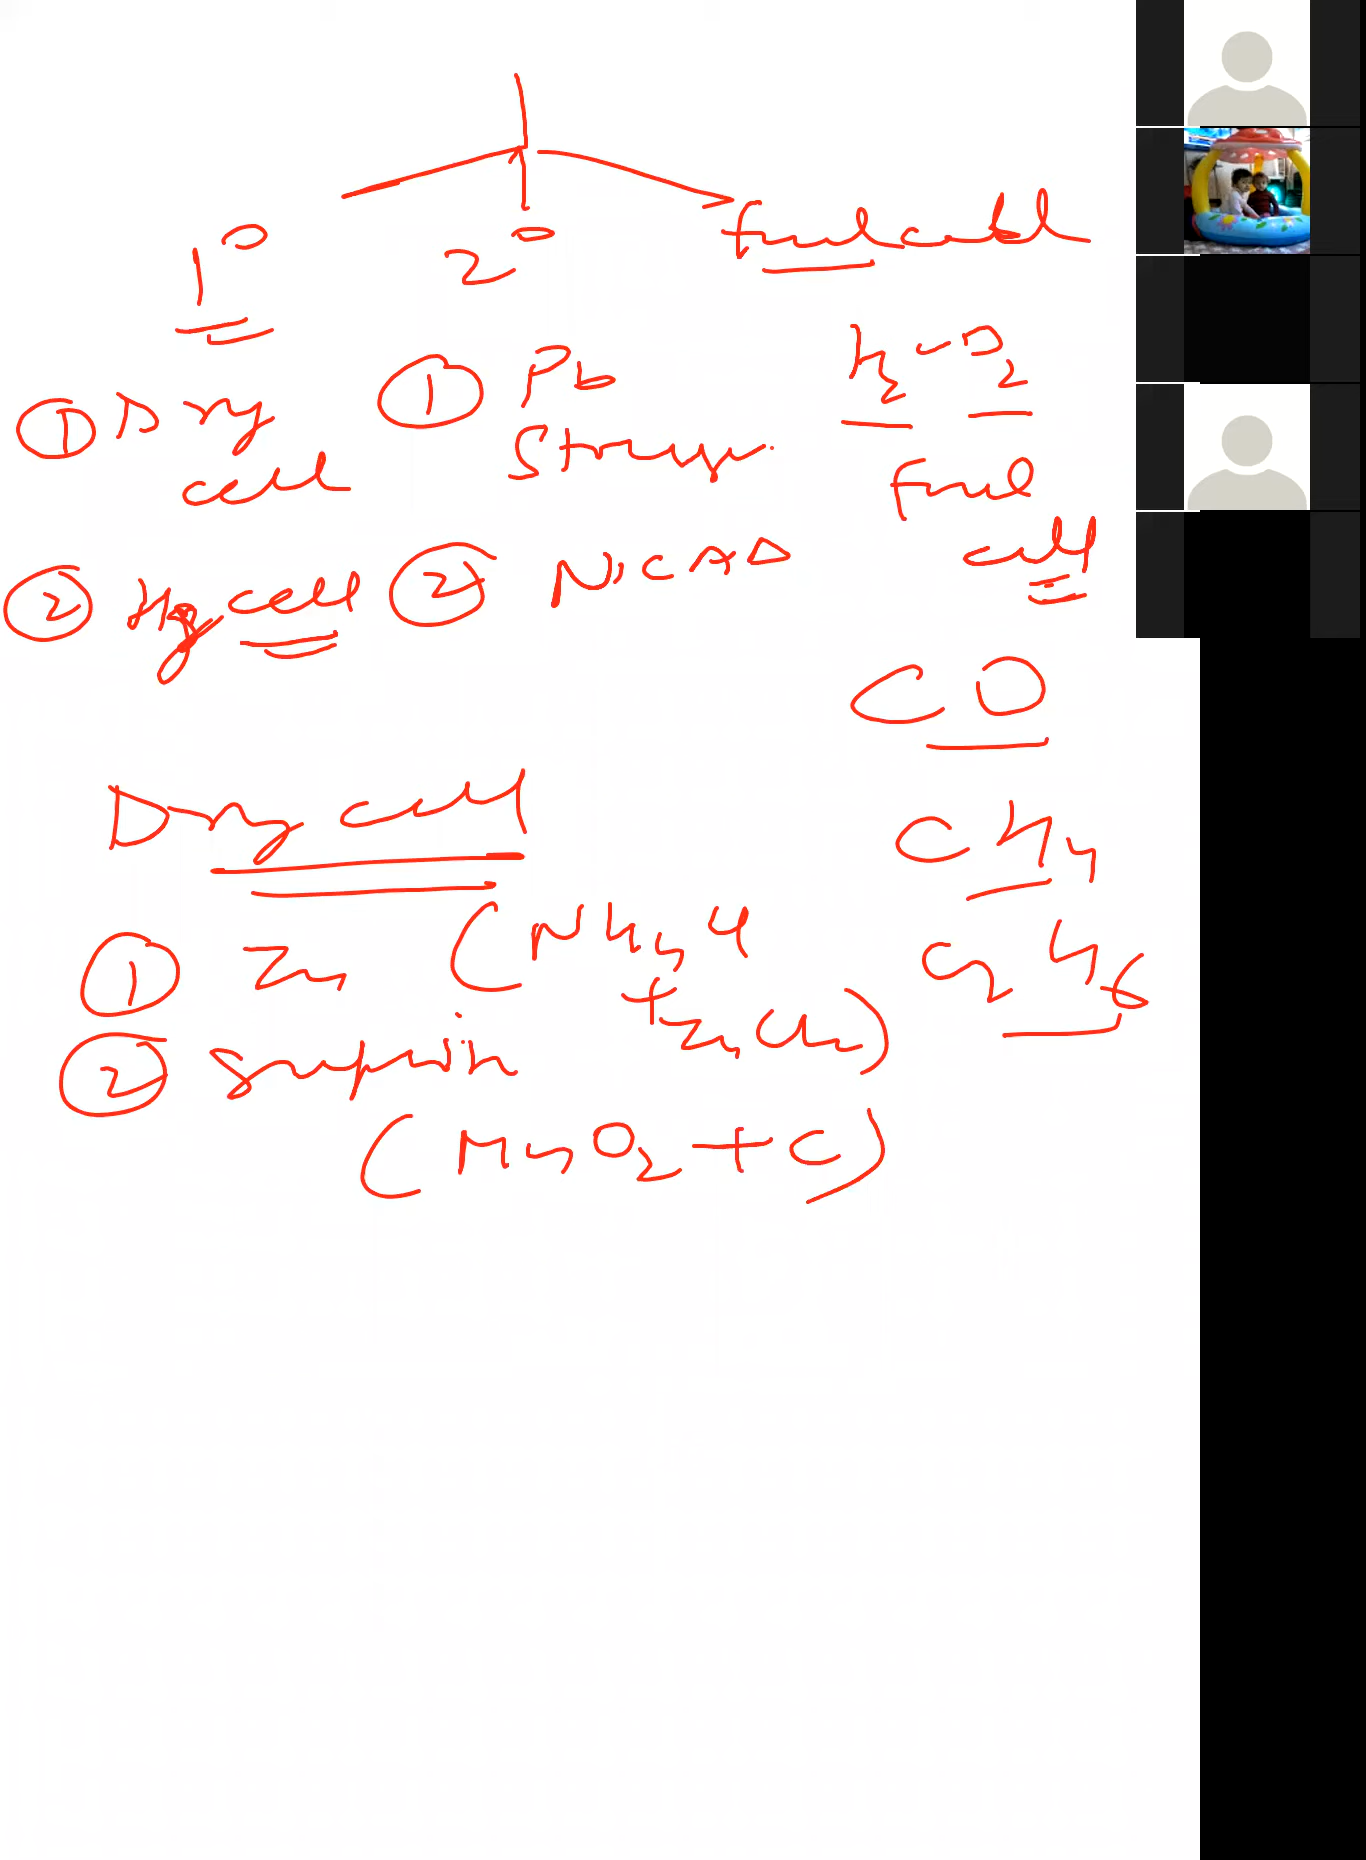 1° 2° fuel cell
① Dry cell
② Hg cell
① Pb Storage
② NiCAD
H2-O2
fuel
cell
CO
CH4
C2H6
Dry cell
① Zn (NH4Cl
+ZnCl2)
②
(MnO2+C)